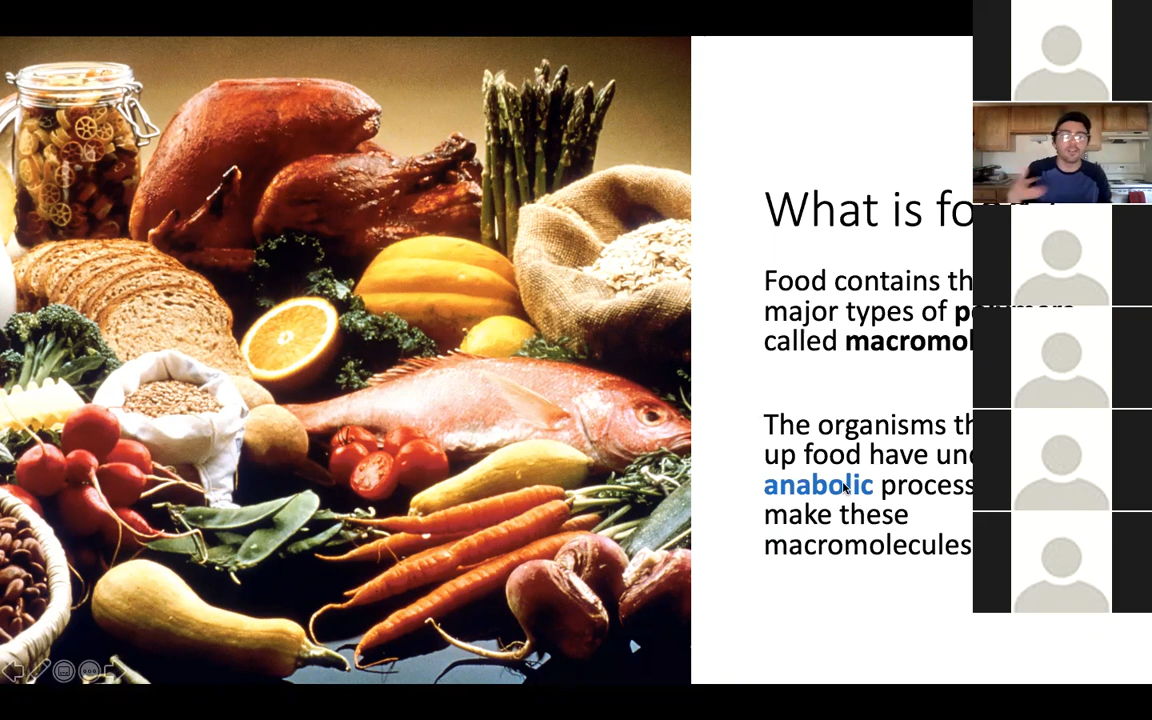 What is fo
Food contains th
major types of
called macromol
The organisms th
up food have un
anabolic process
make these
macromolecules